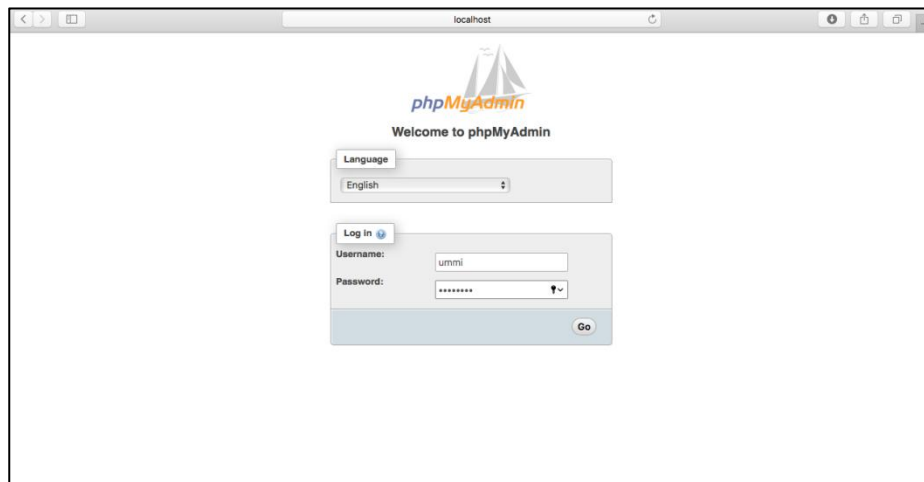 localhost
phpMyAdmin
Welcome to phpMyAdmin
Language
English
Log in
Username:
ummi
Password:
••••••••
Go